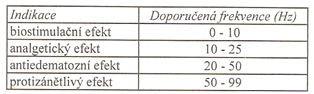 Indikace Doporučená frekvence (Hz)
biostimulační efekt 0 - 10
analgetický efekt 10 - 25
antiedematozní efekt 20 - 50
protizánětlivý efekt 50 - 99